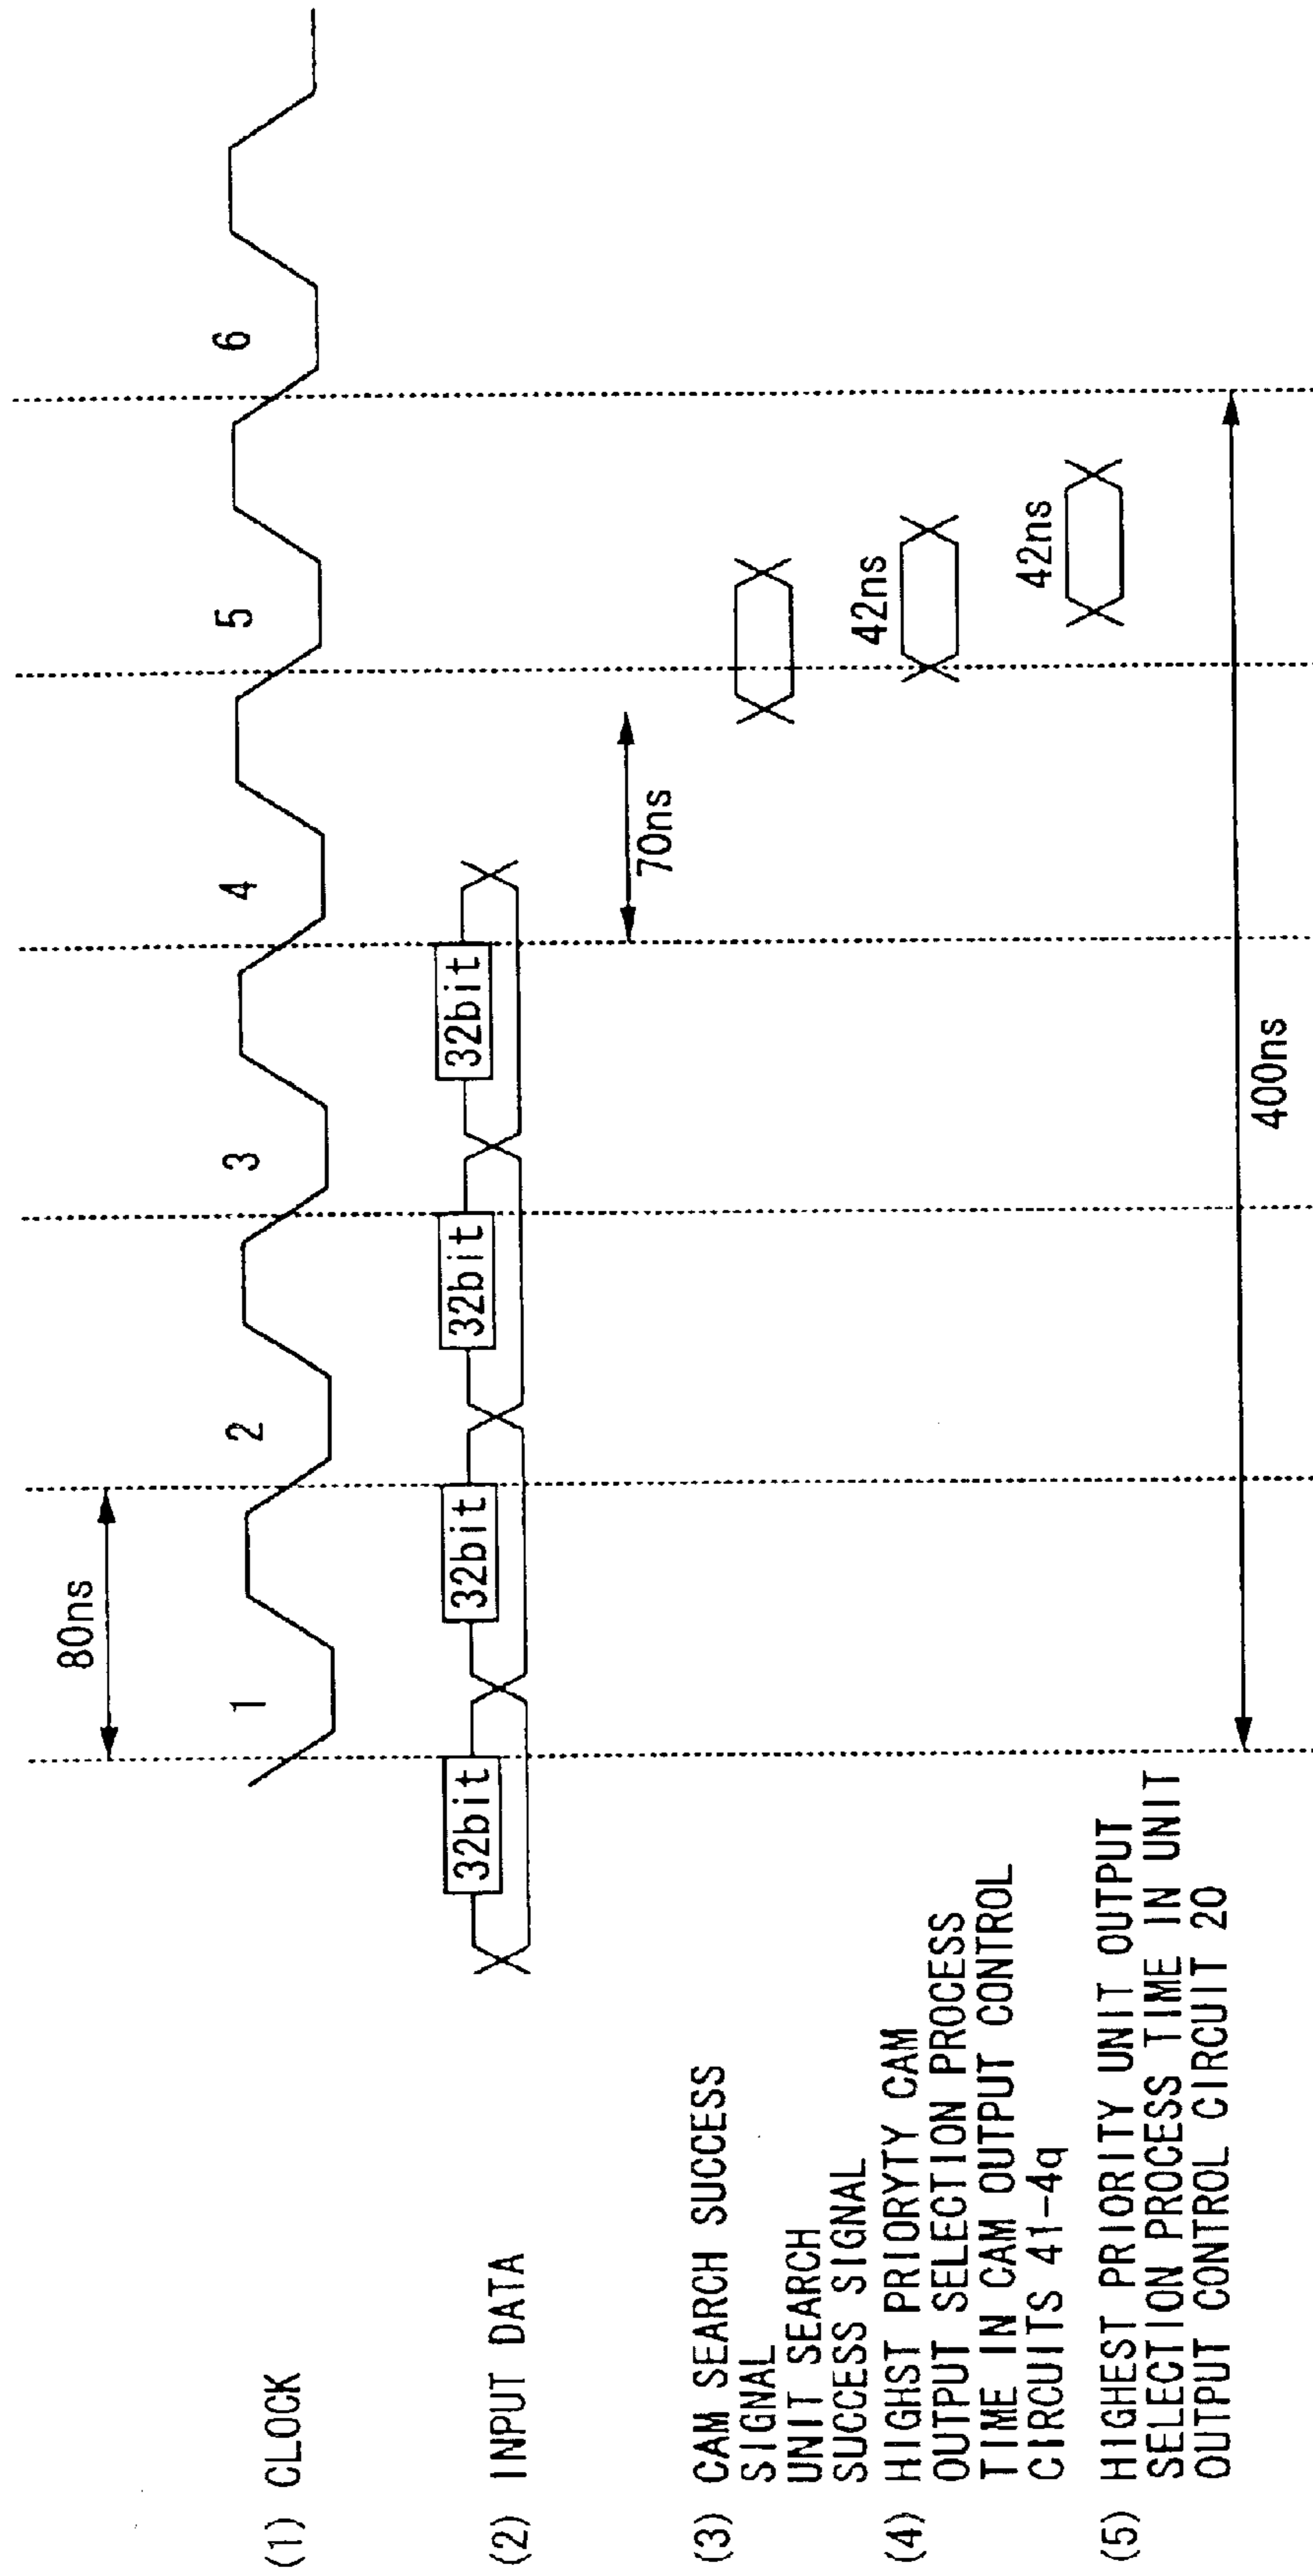 80ns
(1) CLOCK
1 2 3 4 5 6
(2) INPUT DATA
32bit 32bit 32bit 32bit
70ns
(3) CAM SEARCH SUCCESS
SIGNAL
UNIT SEARCH
SUCCESS SIGNAL
(4) HIGHST PRIORYTY CAM
OUTPUT SELECTION PROCESS
TIME IN CAM OUTPUT CONTROL
CIRCUITS 41-4q
42ns
(5) HIGHEST PRIORITY UNIT OUTPUT
SELECTION PROCESS TIME IN UNIT
OUTPUT CONTROL CIRCUIT 20
42ns
400ns